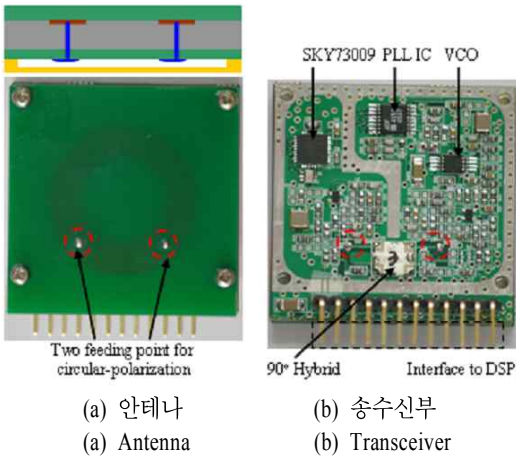 SKY73009 PLL IC VCO
Two feeding point for
circular-polarization
90° Hybrid
Interface to DSP
(a) 안테나
(b) 송수신부
(a) Antenna
(b) Transceiver